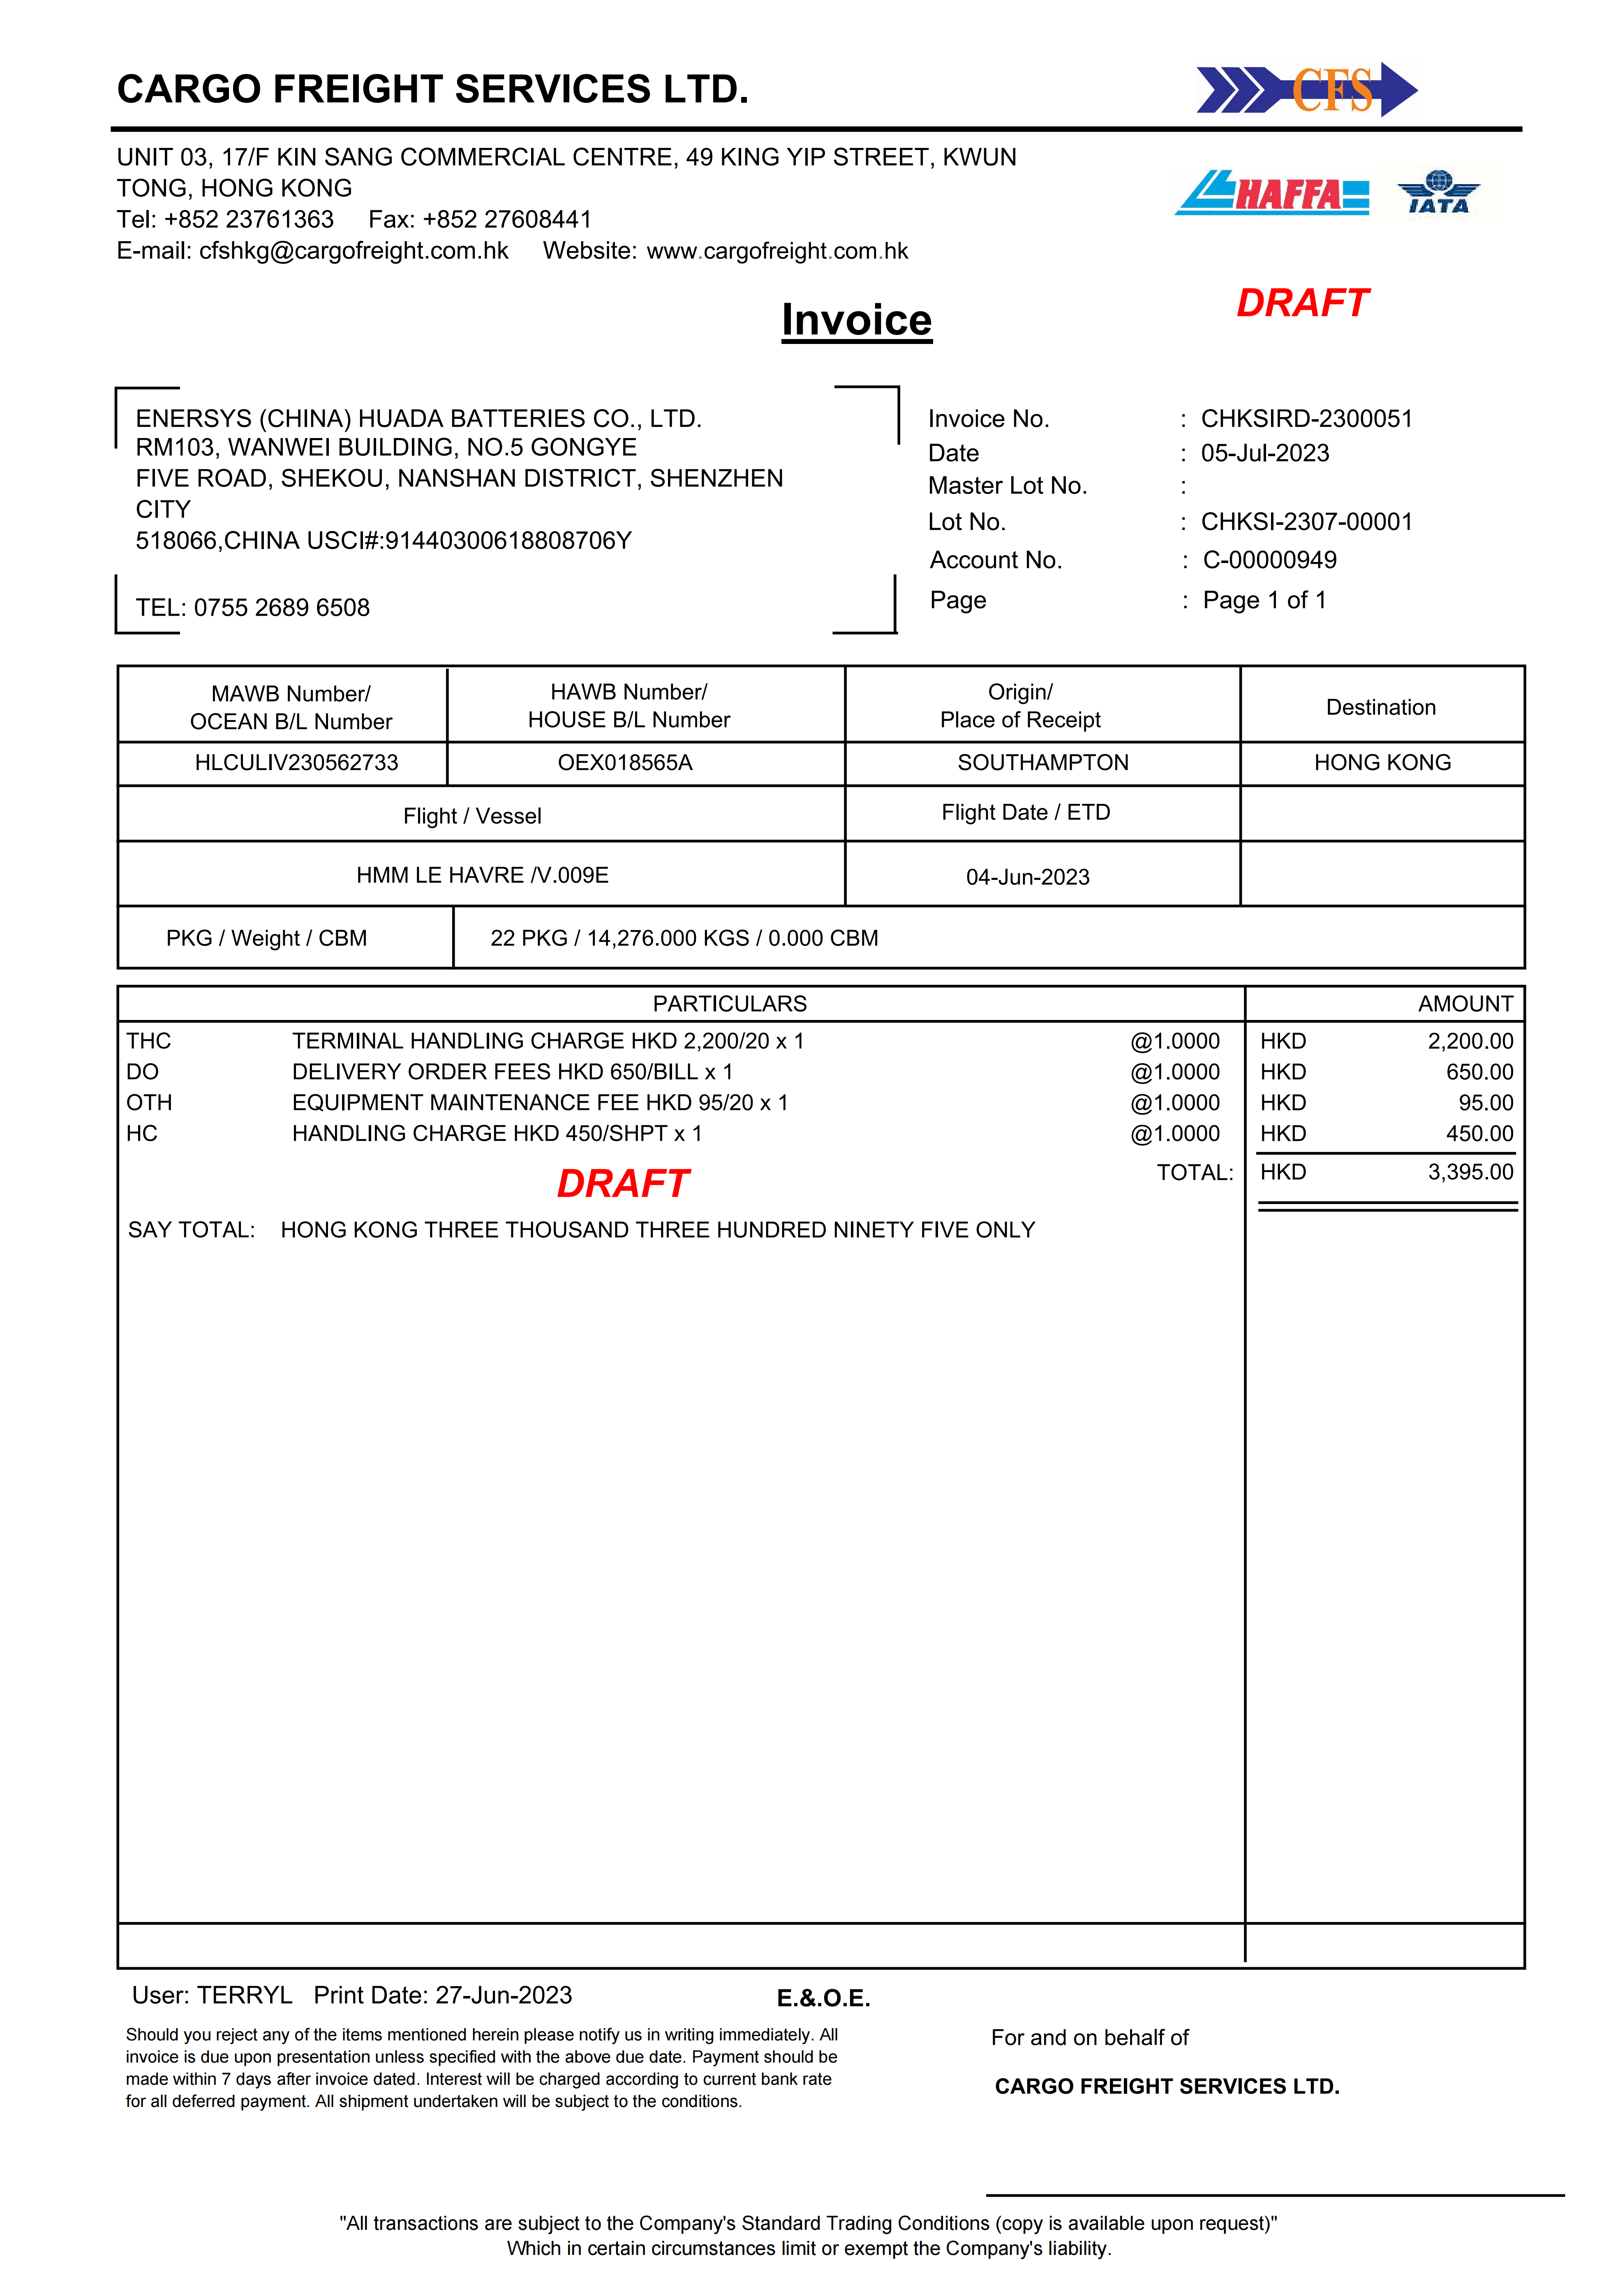 CARGO FREIGHT SERVICES LTD.
CFS
UNIT 03, 17/F KIN SANG COMMERCIAL CENTRE, 49 KING YIP STREET, KWUN
TONG, HONG KONG
Tel: +852 23761363 Fax: +852 27608441
E-mail: cfshkg@cargofreight.com.hk Website: www.cargofreight.com.hk
HAFFA
IATA
DRAFT
Invoice
ENERSYS (CHINA) HUADA BATTERIES CO., LTD.
RM103, WANWEI BUILDING, NO.5 GONGYE
FIVE ROAD, SHEKOU, NANSHAN DISTRICT, SHENZHEN
CITY
518066,CHINA USCI#:91440300618808706Y
TEL: 0755 2689 6508
Invoice No. : CHKSIRD-2300051
Date : 05-Jul-2023
Master Lot No. :
Lot No. : CHKSI-2307-00001
Account No. : C-00000949
Page : Page 1 of 1
MAWB Number/
OCEAN B/L Number
HAWB Number/
HOUSE B/L Number
Origin/
Place of Receipt
Destination
HLCULIV230562733 OEX018565A SOUTHAMPTON HONG KONG
Flight / Vessel Flight Date / ETD
HMM LE HAVRE /V.009E 04-Jun-2023
PKG / Weight / CBM 22 PKG / 14,276.000 KGS / 0.000 CBM
PARTICULARS AMOUNT
THC TERMINAL HANDLING CHARGE HKD 2,200/20 x 1 @1.0000 HKD 2,200.00
DO DELIVERY ORDER FEES HKD 650/BILL x 1 @1.0000 HKD 650.00
OTH EQUIPMENT MAINTENANCE FEE HKD 95/20 x 1 @1.0000 HKD 95.00
HC HANDLING CHARGE HKD 450/SHPT x 1 @1.0000 HKD 450.00
DRAFT TOTAL: HKD 3,395.00
SAY TOTAL: HONG KONG THREE THOUSAND THREE HUNDRED NINETY FIVE ONLY
User: TERRYL Print Date: 27-Jun-2023 E.&.O.E.
Should you reject any of the items mentioned herein please notify us in writing immediately. All
invoice is due upon presentation unless specified with the above due date. Payment should be
made within 7 days after invoice dated. Interest will be charged according to current bank rate
for all deferred payment. All shipment undertaken will be subject to the conditions.
For and on behalf of
CARGO FREIGHT SERVICES LTD.
"All transactions are subject to the Company's Standard Trading Conditions (copy is available upon request)"
Which in certain circumstances limit or exempt the Company's liability.